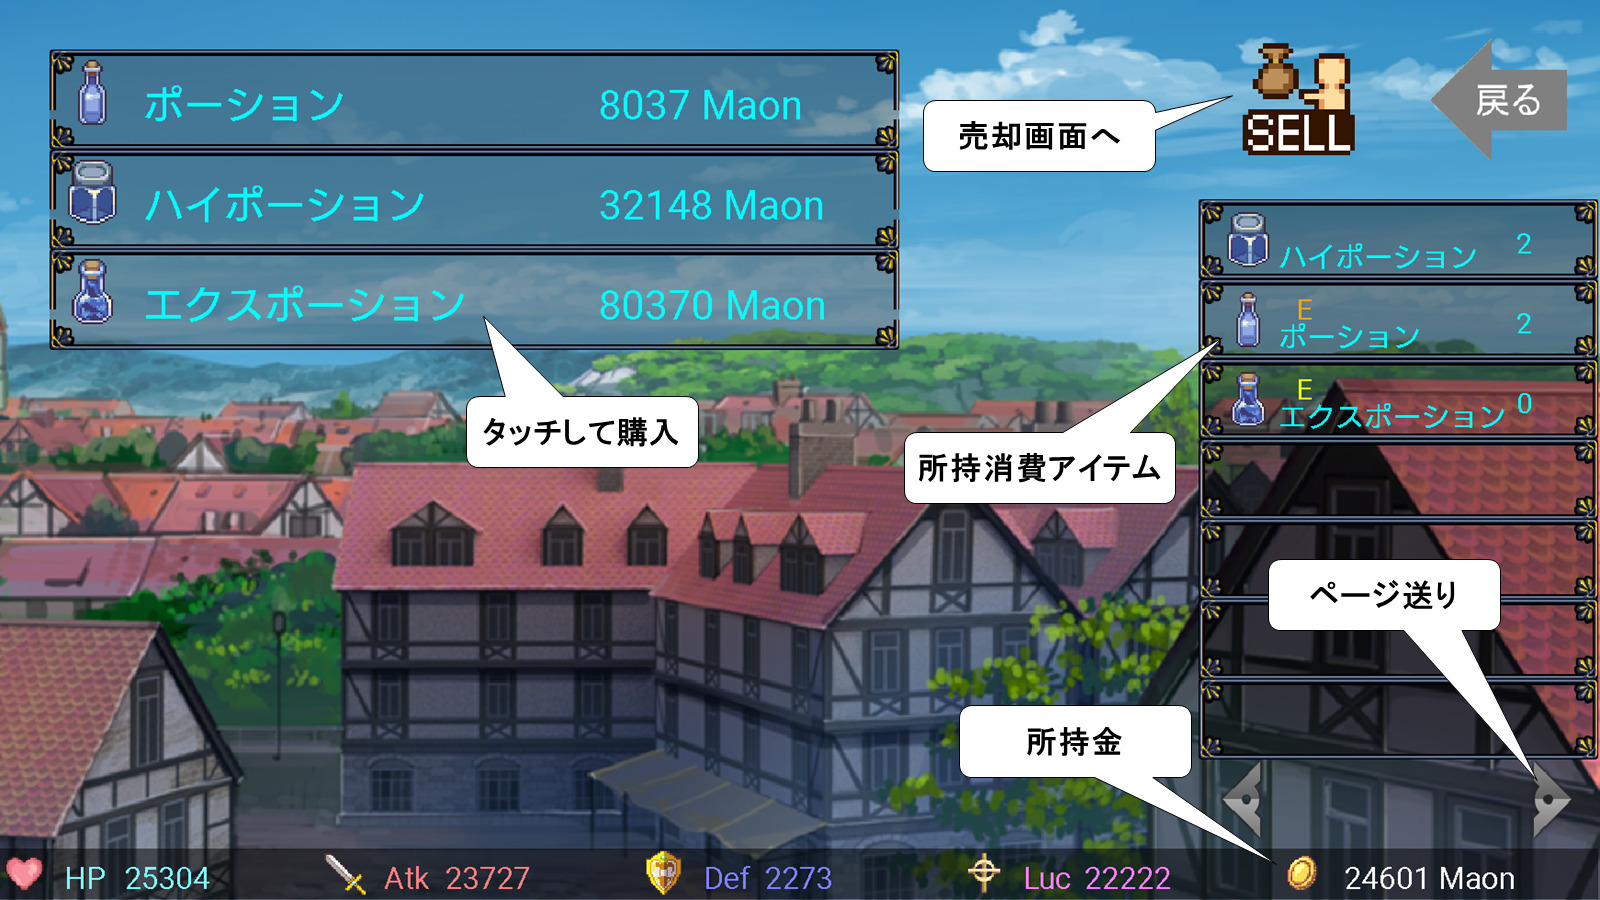 ポーション 8037 Maon
ハイポーション 32148 Maon
エクスポーション 80370 Maon
タッチして購入
売却画面へ
SELL
戻る
ハイポーション 2
E
ポーション 2
E
エクスポーション 0
所持消費アイテム
ページ送り
所持金
HP 25304
Atk 23727
Def 2273
Luc 22222
24601 Maon